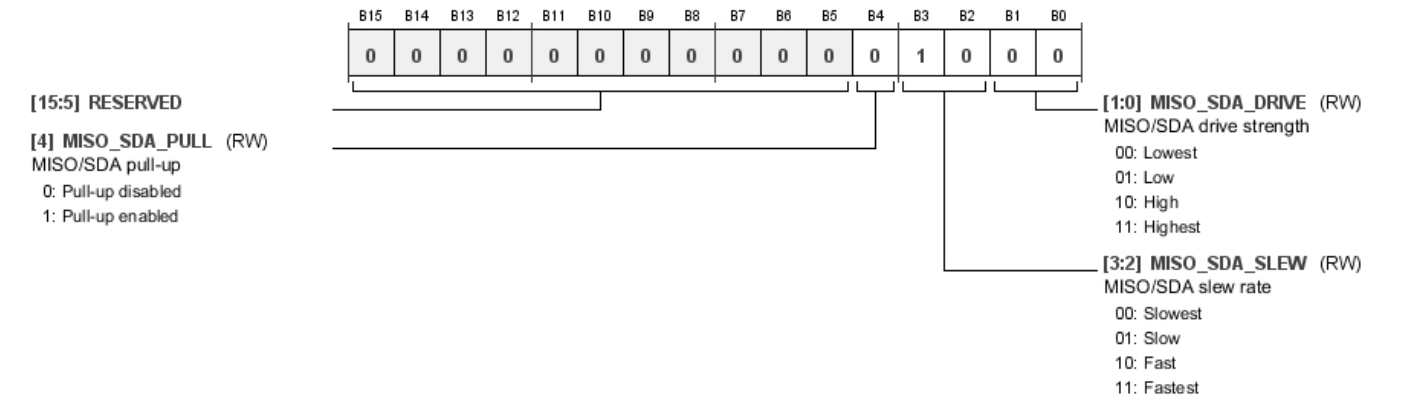 B15 B14 B13 B12 B11 B10 B9 B8 B7 B6 B5 B4 B3 B2 B1 B0
0 0 0 0 0 0 0 0 0 0 0 0 1 0 0 0
[15:5] RESERVED
[4] MISO_SDA_PULL (RW)
MISO/SDA pull-up
0: Pull-up disabled
1: Pull-up enabled
[1:0] MISO_SDA_DRIVE (RW)
MISO/SDA drive strength
00: Lowest
01: Low
10: High
11: Highest
[3:2] MISO_SDA_SLEW (RW)
MISO/SDA slew rate
00: Slowest
01: Slow
10: Fast
11: Fastest